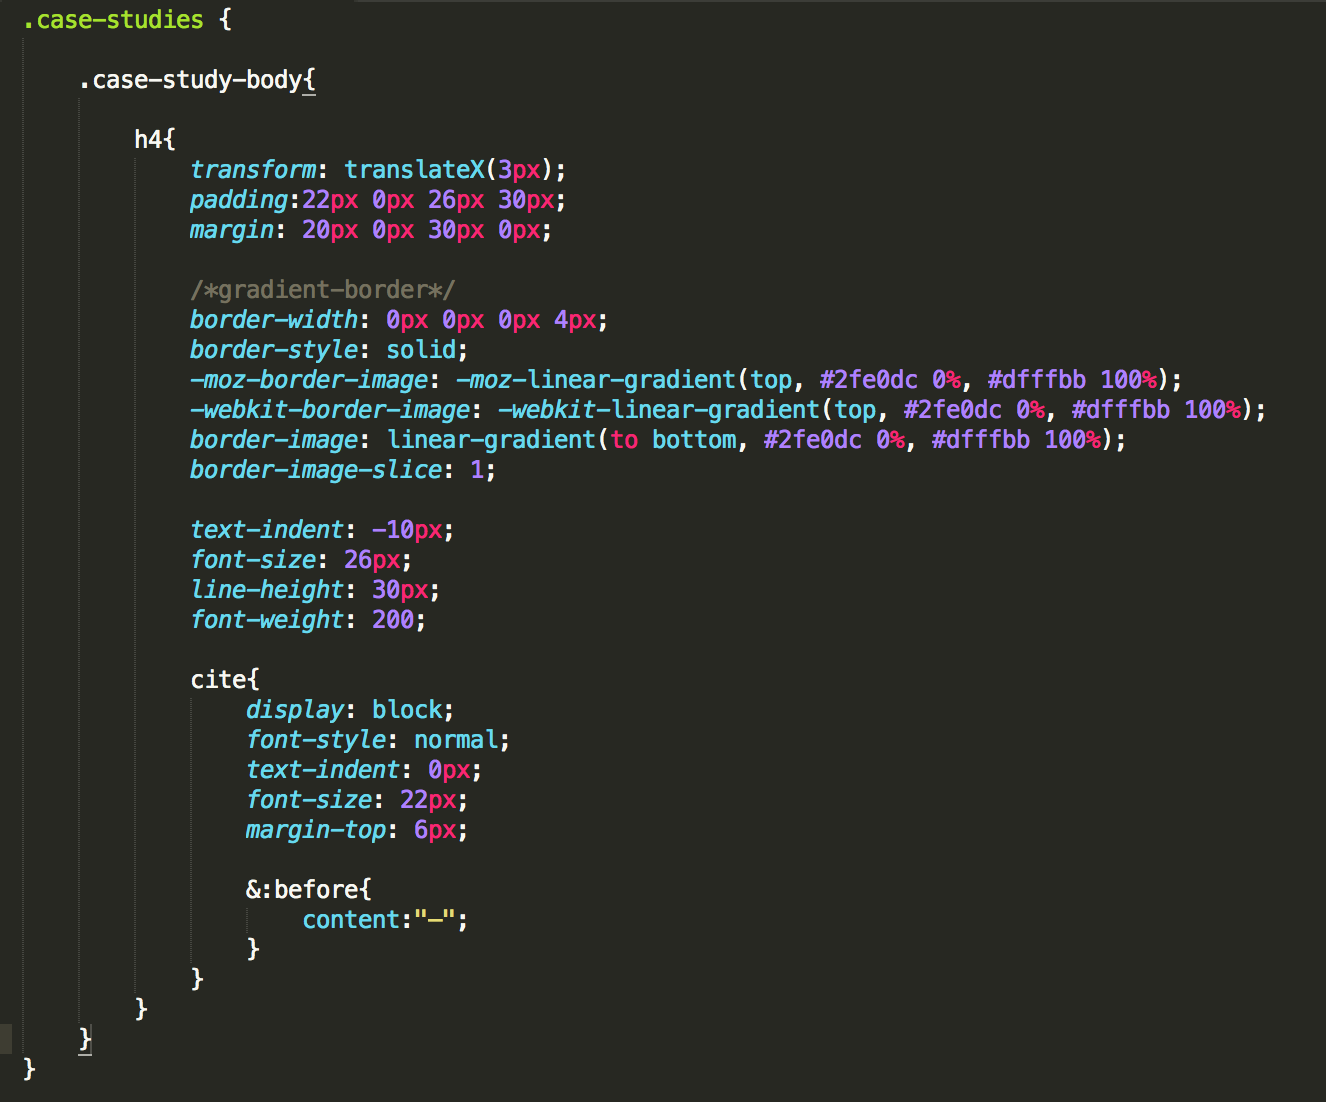 .case-studies {
.case-study-body{
h4{
transform: translateX(3px);
padding:22px 0px 26px 30px;
margin: 20px 0px 30px 0px;
/*gradient-border*/
border-width: 0px 0px 0px 4px;
border-style: solid;
-moz-border-image: -moz-linear-gradient(top, #2fe0dc 0%, #dfffbb 100%);
-webkit-border-image: -webkit-linear-gradient(top, #2fe0dc 0%, #dfffbb 100%);
border-image: linear-gradient(to bottom, #2fe0dc 0%, #dfffbb 100%);
border-image-slice: 1;
text-indent: -10px;
font-size: 26px;
line-height: 30px;
font-weight: 200;
cite{
display: block;
font-style: normal;
text-indent: 0px;
font-size: 22px;
margin-top: 6px;
&:before{
content:"—";
}
}
}
}
}